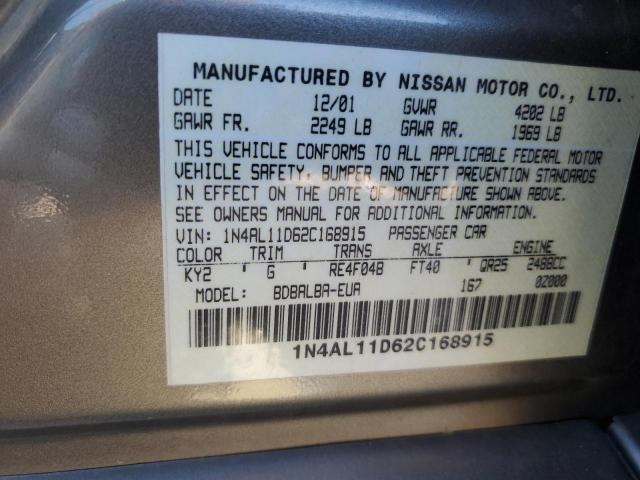 MANUFACTURED BY NISSAN MOTOR CO., LTD.
DATE 12/01 GVWR 4202 LB
GAWR FR. 2249 LB GAWR RR. 1969 LB
THIS VEHICLE CONFORMS TO ALL APPLICABLE FEDERAL MOTOR
VEHICLE SAFETY, BUMPER AND THEFT PREVENTION STANDARDS
IN EFFECT ON THE DATE OF MANUFACTURE SHOWN ABOVE.
SEE OWNERS MANUAL FOR ADDITIONAL INFORMATION.
VIN: 1N4AL11D62C168915 PASSENGER CAR
COLOR TRIM TRANS AXLE ENGINE
KY2 ' G ' RE4F04B FT40 ' QR25 2488CC
MODEL: BDBALBA-EUA 167 0Z000
1N4AL11D62C168915